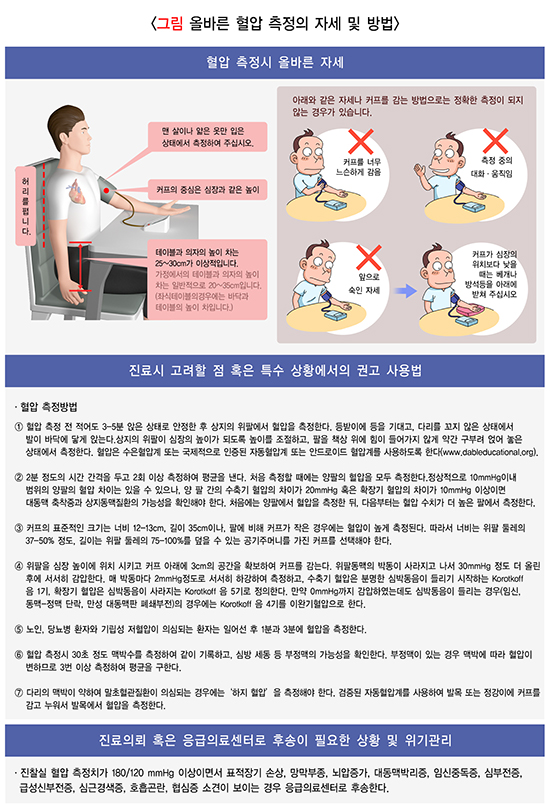 <그림 올바른 혈압 측정의 자세 및 방법>
혈압 측정시 올바른 자세
맨 살이나 얇은 옷만 입은
상태에서 측정하여 주십시오.
커프의 중심은 심장과 같은 높이
허리를 폅니다.
테이블과 의자의 높이 차는
25~30cm가 이상적입니다.
가정에서의 테이블과 의자의 높이
차는 일반적으로 20~35cm입니다.
(좌식테이블의경우에는 바닥과
테이블의 높이 차입니다.)
아래와 같은 자세나 커프를 감는 방법으로는 정확한 측정이 되지
않는 경우가 있습니다.
커프를 너무
느슨하게 감음
측정 중의
대화 · 움직임
앞으로
숙인 자세
커프가 심장의
위치보다 낮을
때는 베개나
방석등을 아래에
받쳐 주십시오
진료시 고려할 점 혹은 특수 상황에서의 권고 사용법
· 혈압 측정방법
① 혈압 측정 전 적어도 3-5분 앉은 상태로 안정한 후 상지의 위팔에서 혈압을 측정한다. 등받이에 등을 기대고, 다리를 꼬지 않은 상태에서
발이 바닥에 닿게 앉는다.상지의 위팔이 심장의 높이가 되도록 높이를 조절하고, 팔을 책상 위에 힘이 들어가지 않게 약간 구부려 얹어 놓은
상태에서 측정한다. 혈압은 수은혈압계 또는 국제적으로 인증된 자동혈압계 또는 안드로이드 혈압계를 사용하도록 한다(www.dableducational.org).
② 2분 정도의 시간 간격을 두고 2회 이상 측정하여 평균을 낸다. 처음 측정할 때에는 양팔의 혈압을 모두 측정한다.정상적으로 10mmHg이내
범위의 양팔의 혈압 차이는 있을 수 있으나, 양 팔 간의 수축기 혈압의 차이가 20mmHg 혹은 확장기 혈압의 차이가 10mmHg 이상이면
대동맥 축착증과 상지동맥질환의 가능성을 확인해야 한다. 처음에는 양팔에서 혈압을 측정한 뒤, 다음부터는 혈압 수치가 더 높은 팔에서 측정한다.
③ 커프의 표준적인 크기는 너비 12-13cm, 길이 35cm이나, 팔에 비해 커프가 작은 경우에는 혈압이 높게 측정된다. 따라서 너비는 위팔 둘레의
37-50% 정도, 길이는 위팔 둘레의 75-100%를 덮을 수 있는 공기주머니를 가진 커프를 선택해야 한다.
④ 위팔을 심장 높이에 위치 시키고 커프 아래에 3cm의 공간을 확보하여 커프를 감는다. 위팔동맥의 박동이 사라지고 나서 30mmHg 정도 더 올린
후에 서서히 감압한다. 매 박동마다 2mmHg정도로 서서히 하강하여 측정하고, 수축기 혈압은 분명한 심박동음이 들리기 시작하는 Korotkoff
음 1기, 확장기 혈압은 심박동음이 사라지는 Korotkoff 음 5기로 정의한다. 만약 0mmHg까지 감압하였는데도 심박동음이 들리는 경우(임신,
동맥-정맥 단락, 만성 대동맥판 폐쇄부전)의 경우에는 Korotkoff 음 4기를 이완기혈압으로 한다.
⑤ 노인, 당뇨병 환자와 기립성 저혈압이 의심되는 환자는 일어선 후 1분과 3분에 혈압을 측정한다.
⑥ 혈압 측정시 30초 정도 맥박수를 측정하여 같이 기록하고, 심방 세동 등 부정맥의 가능성을 확인한다. 부정맥이 있는 경우 맥박에 따라 혈압이
변하므로 3번 이상 측정하여 평균을 구한다.
⑦ 다리의 맥박이 약하여 말초혈관질환이 의심되는 경우에는 '하지 혈압' 을 측정해야 한다. 검증된 자동혈압계를 사용하여 발목 또는 정강이에 커프를
감고 누워서 발목에서 혈압을 측정한다.
진료의뢰 혹은 응급의료센터로 후송이 필요한 상황 및 위기관리
· 진찰실 혈압 측정치가 180/120 mmHg 이상이면서 표적장기 손상, 망막부종, 뇌압증가, 대동맥박리증, 임신중독증, 심부전증,
급성신부전증, 심근경색증, 호흡곤란, 협심증 소견이 보이는 경우 응급의료센터로 후송한다.